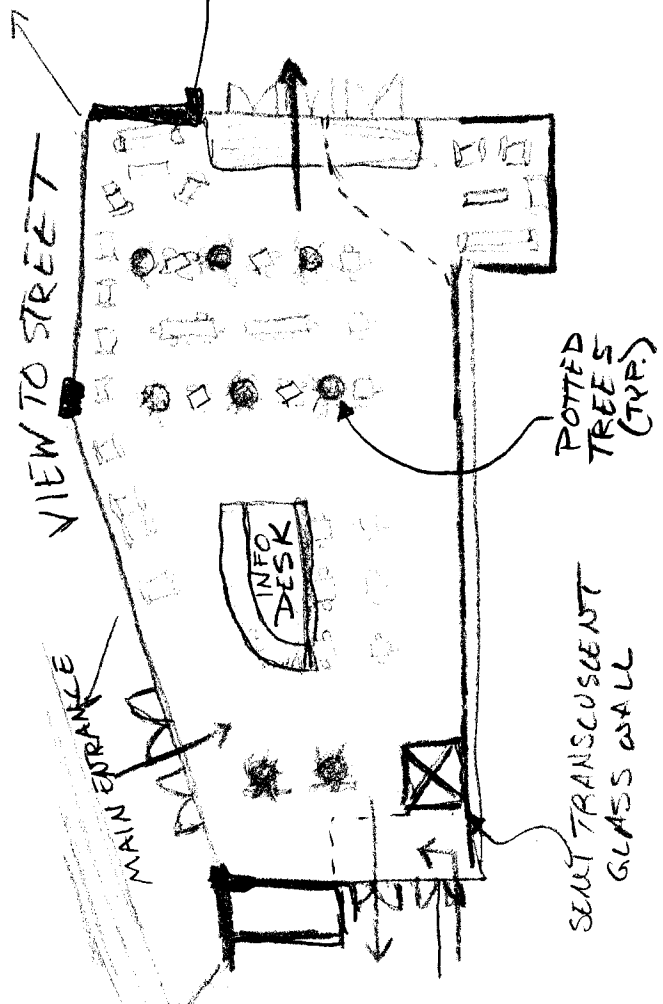 VIEW TO STREET
MAIN ENTRANCE
INFO
DESK
POTTED
TREES
(TYP.)
SEMI TRANSCUSCENT
GLASS WALL